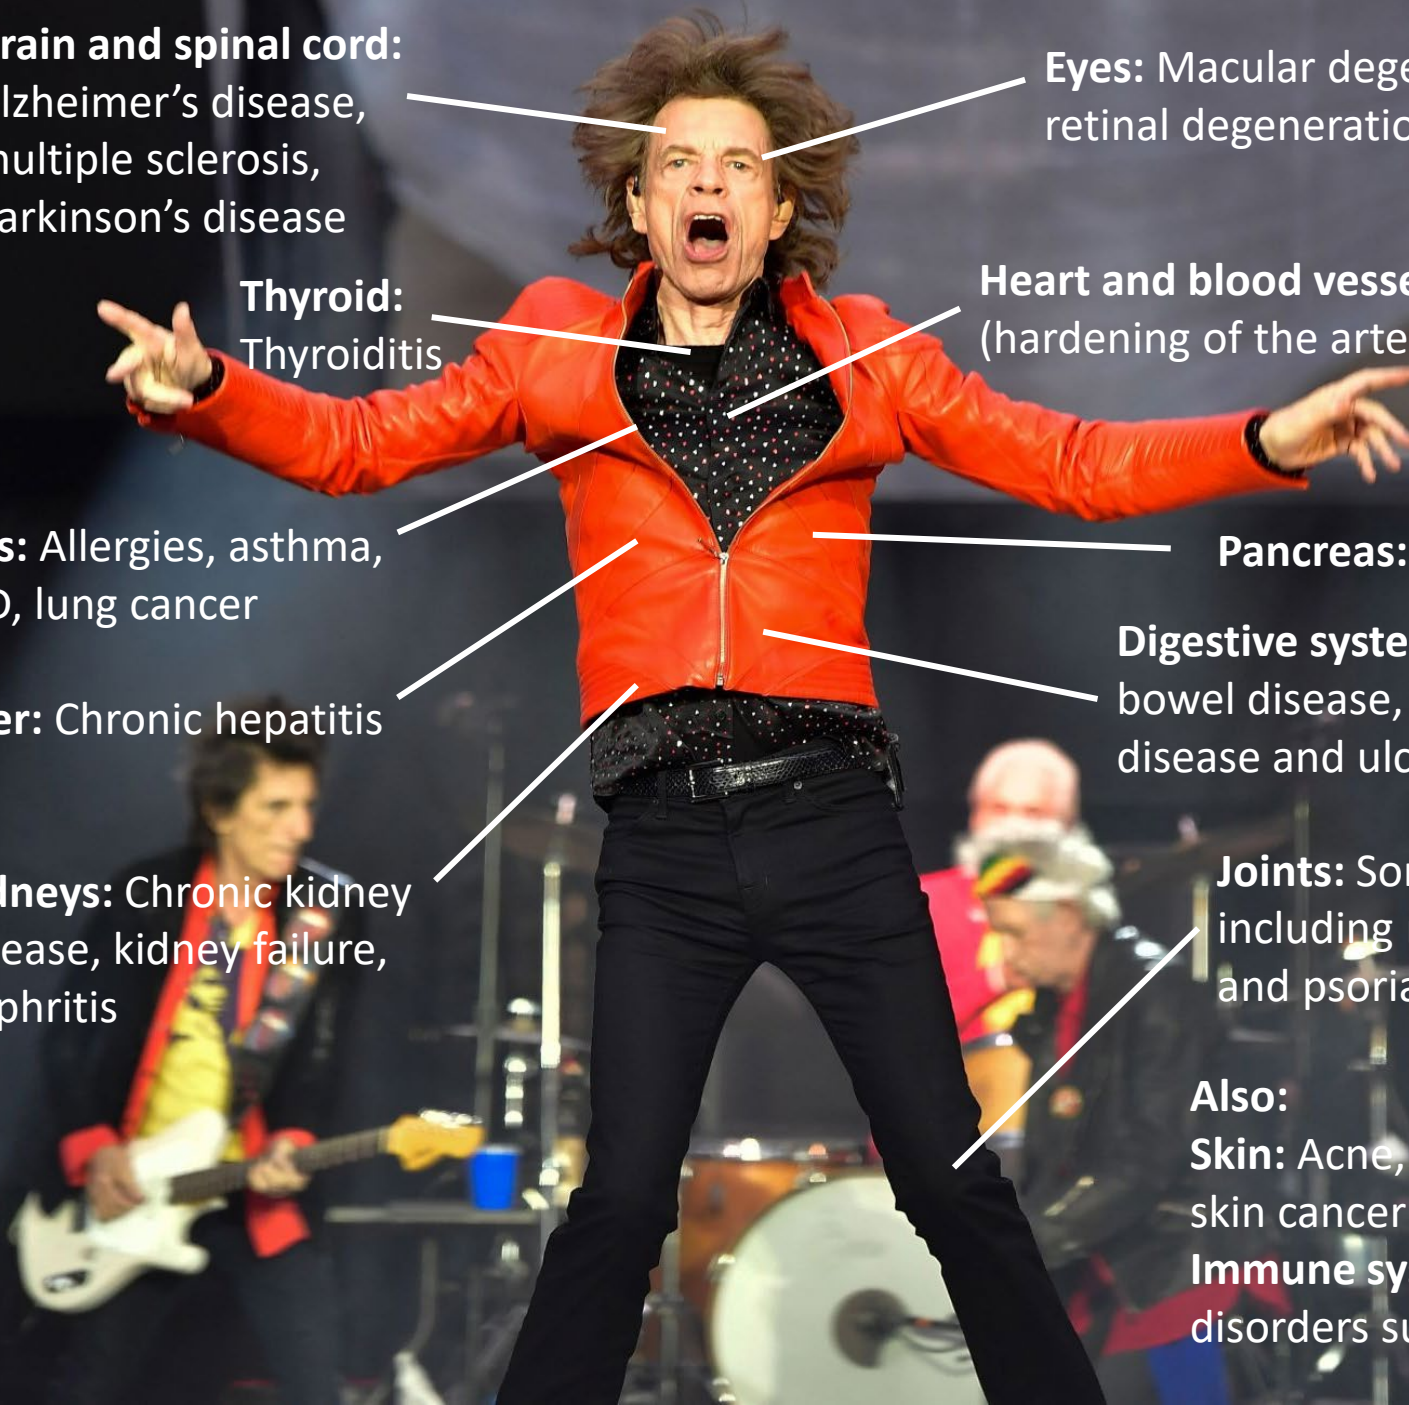 rain and spinal cord:
lzheimer’s disease,
nultiple sclerosis,
arkinson’s disease
Eyes: Macular dege
retinal degeneratio
Thyroid:
Thyroiditis
Heart and blood vesse
(hardening of the arte
s: Allergies, asthma,
D, lung cancer
Pancreas:
er: Chronic hepatitis
Digestive syste
bowel disease,
disease and ulc
dneys: Chronic kidney
ease, kidney failure,
phritis
Joints: Sor
including
and psoria
Also:
Skin: Acne,
skin cancer
Immune sy
disorders su